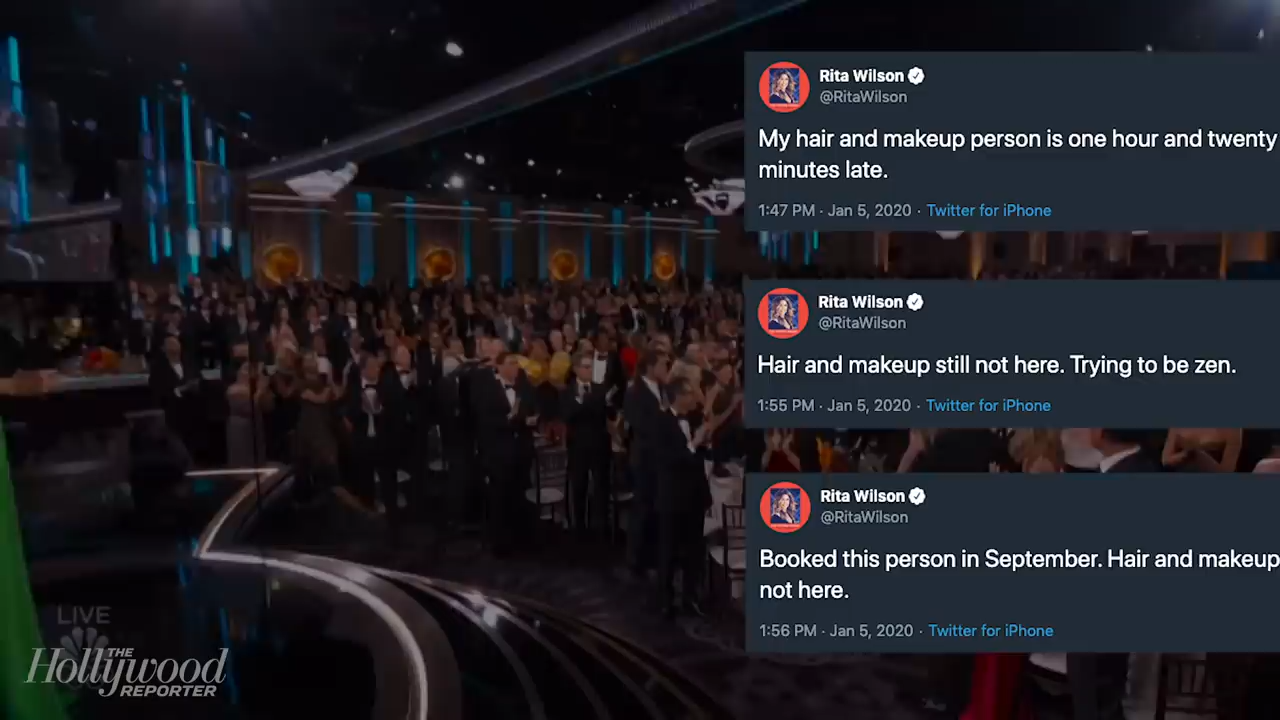 Rita Wilson
@RitaWilson
My hair and makeup person is one hour and twenty
minutes late.
1:47 PM · Jan 5, 2020 · Twitter for iPhone
Rita Wilson
@RitaWilson
Hair and makeup still not here. Trying to be zen.
1:55 PM · Jan 5, 2020 · Twitter for iPhone
Rita Wilson
@RitaWilson
Booked this person in September. Hair and makeup
not here.
1:56 PM · Jan 5, 2020 · Twitter for iPhone
LIVE
THE
Hollywood
REPORTER